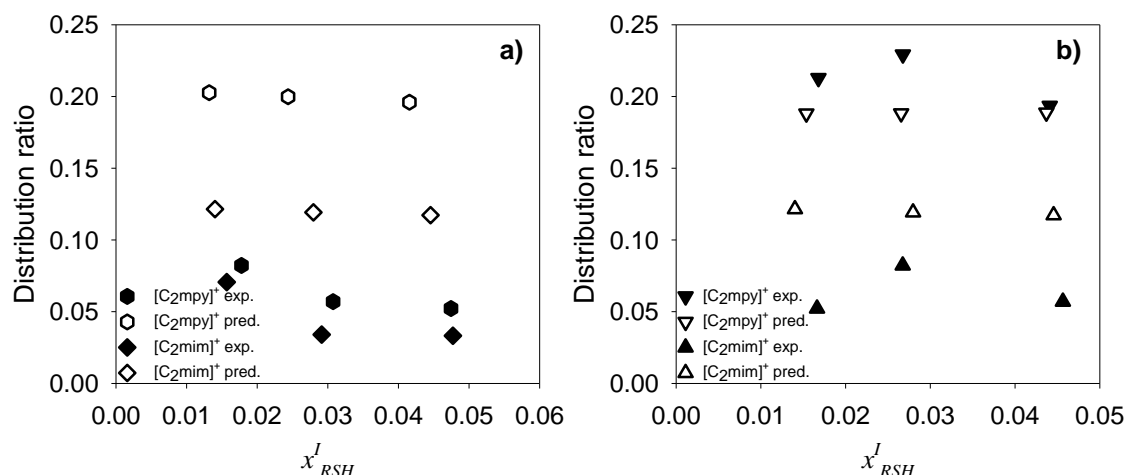 a)
Distribution ratio
0.25
0.20
0.15
0.10
0.05
0.00
[C2mpy]+ exp.
[C2mpy]+ pred.
[C2mim]+ exp.
[C2mim]+ pred.
0.00 0.01 0.02 0.03 0.04 0.05 0.06
x^I_RSH
b)
Distribution ratio
0.25
0.20
0.15
0.10
0.05
0.00
[C2mpy]+ exp.
[C2mpy]+ pred.
[C2mim]+ exp.
[C2mim]+ pred.
0.00 0.01 0.02 0.03 0.04 0.05
x^I_RSH